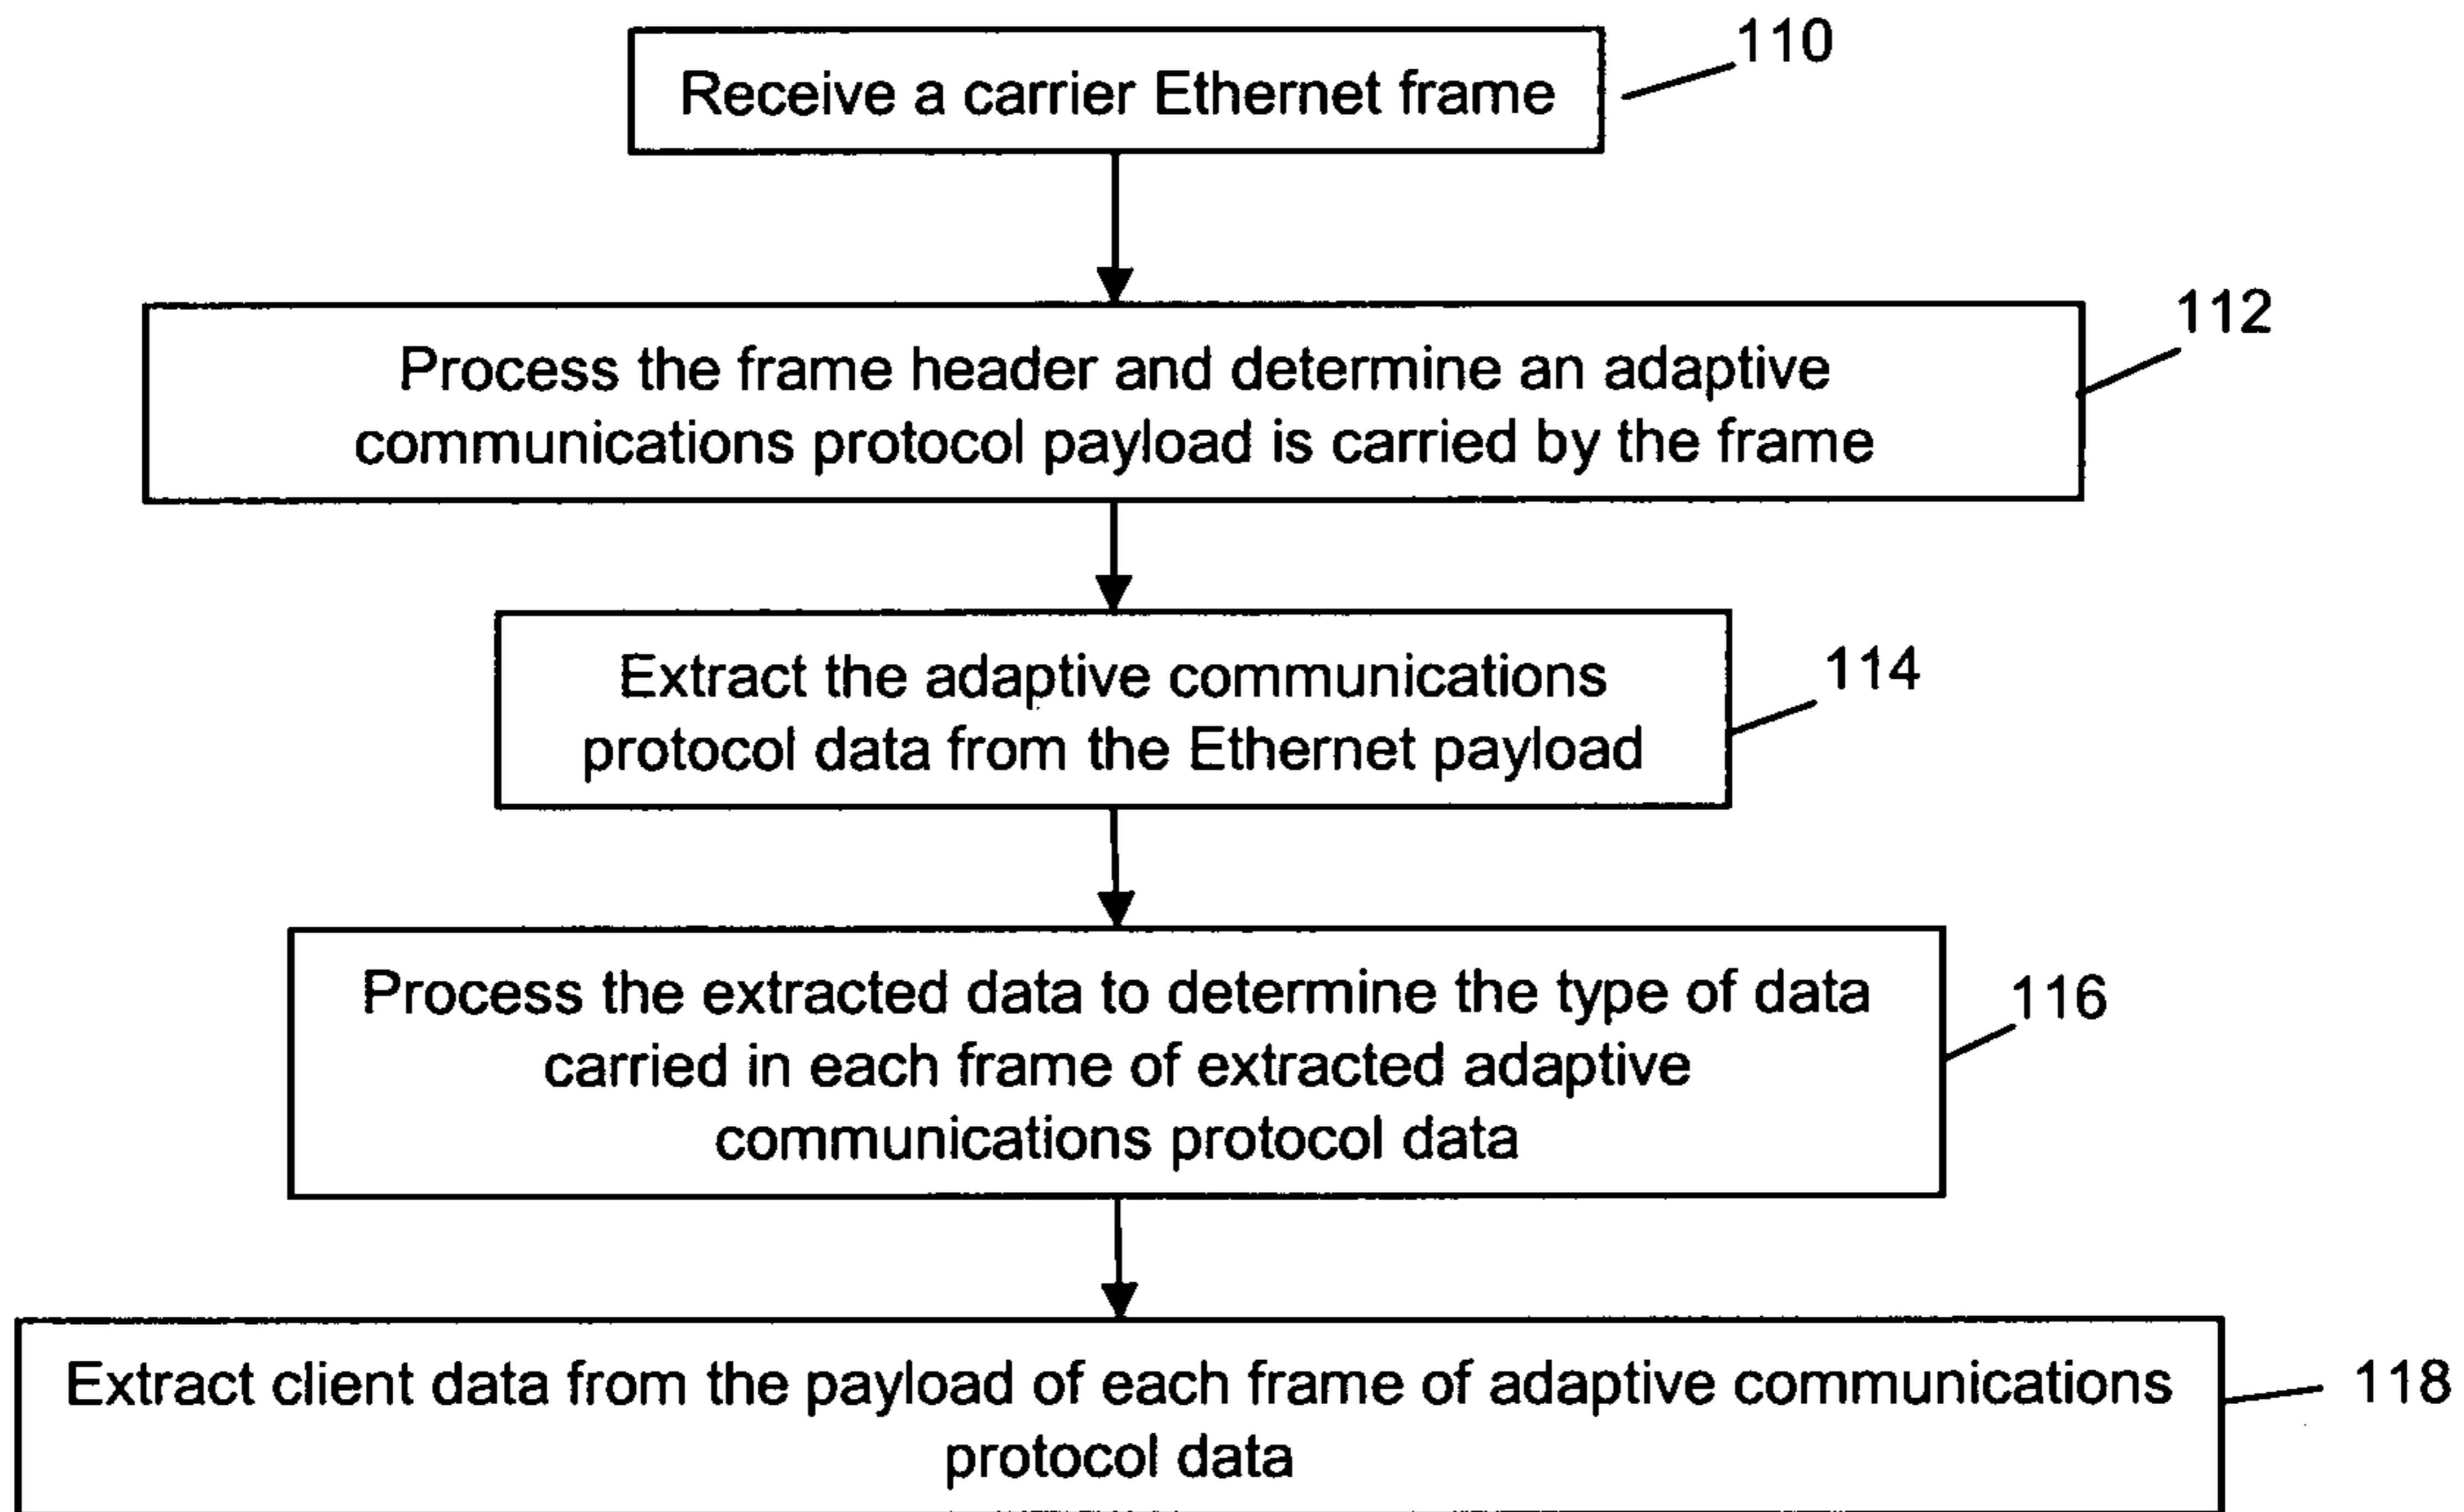 Receive a carrier Ethernet frame
110
Process the frame header and determine an adaptive
communications protocol payload is carried by the frame
112
Extract the adaptive communications
protocol data from the Ethernet payload
114
Process the extracted data to determine the type of data
carried in each frame of extracted adaptive
communications protocol data
116
Extract client data from the payload of each frame of adaptive communications
protocol data
118